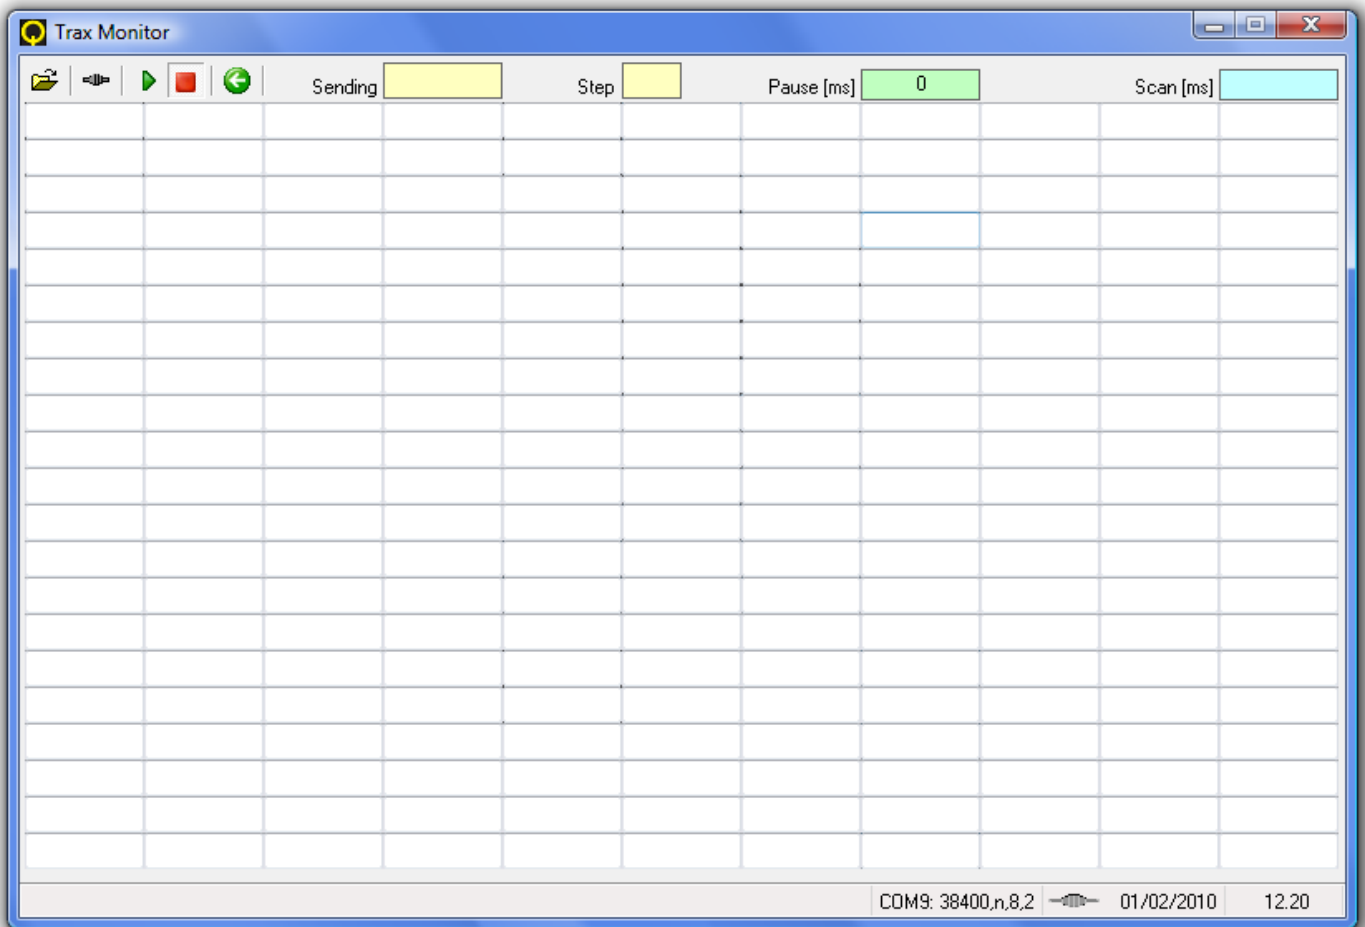 Trax Monitor
Sending Step Pause [ms] 0 Scan [ms]
COM9: 38400,n,8,2 01/02/2010 12.20